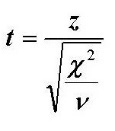 t = z / √(χ² / ν)